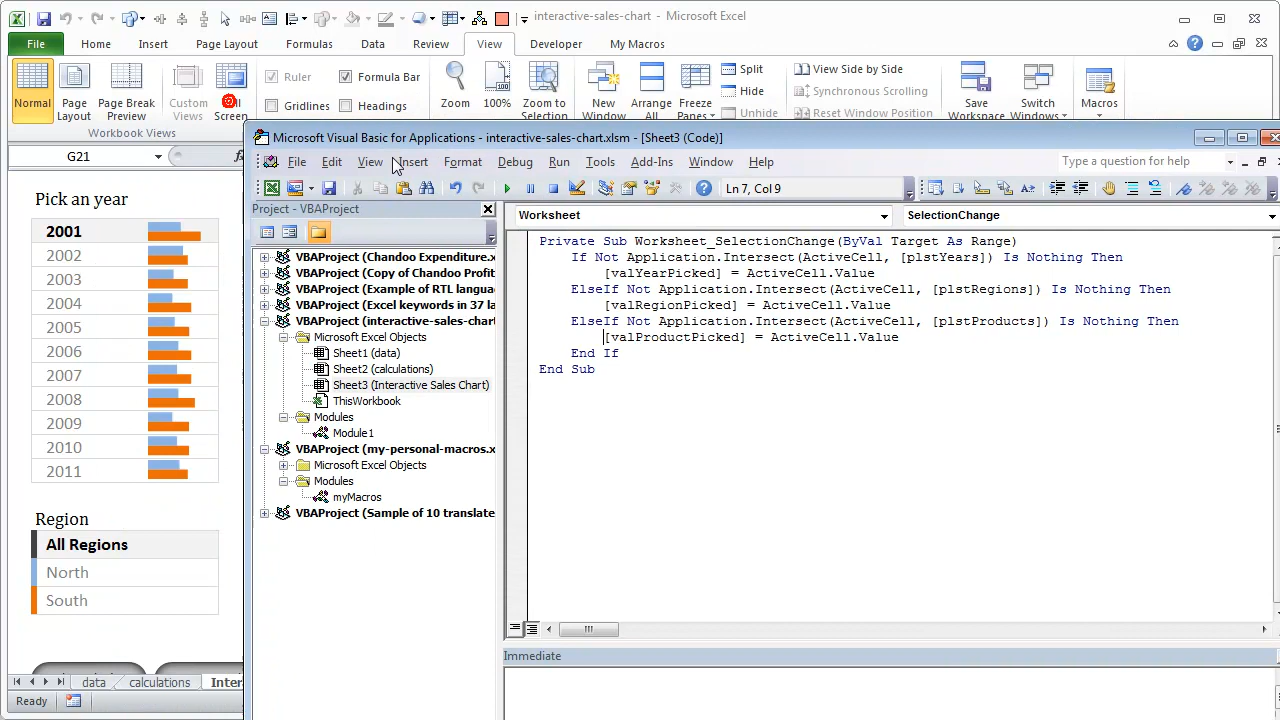 interactive-sales-chart - Microsoft Excel
File Home Insert Page Layout Formulas Data Review View Developer My Macros
Normal
Page Layout
Page Break Preview
Custom Views
Screen
Workbook Views
Ruler
Formula Bar
Gridlines
Headings
Zoom
100%
Zoom to Selection
New Window
Arrange All
Freeze Panes
Split
Hide
Unhide
View Side by Side
Synchronous Scrolling
Reset Window Position
Save Workspace
Switch Windows
Macros
G21
Pick an year
2001
2002
2003
2004
2005
2006
2007
2008
2009
2010
2011
Region
All Regions
North
South
data calculations Inter
Ready
Microsoft Visual Basic for Applications - interactive-sales-chart.xlsm - [Sheet3 (Code)]
File Edit View Insert Format Debug Run Tools Add-Ins Window Help
Type a question for help
Ln 7, Col 9
Project - VBAProject
VBAProject (Chandoo Expenditure.x
VBAProject (Copy of Chandoo Profit
VBAProject (Example of RTL langua
VBAProject (Excel keywords in 37 la
VBAProject (interactive-sales-chart
Microsoft Excel Objects
Sheet1 (data)
Sheet2 (calculations)
Sheet3 (Interactive Sales Chart)
ThisWorkbook
Modules
Module1
VBAProject (my-personal-macros.x
Microsoft Excel Objects
Modules
myMacros
VBAProject (Sample of 10 translate
Worksheet
SelectionChange
Private Sub Worksheet_SelectionChange(ByVal Target As Range)
If Not Application.Intersect(ActiveCell, [plstYears]) Is Nothing Then
[valYearPicked] = ActiveCell.Value
ElseIf Not Application.Intersect(ActiveCell, [plstRegions]) Is Nothing Then
[valRegionPicked] = ActiveCell.Value
ElseIf Not Application.Intersect(ActiveCell, [plstProducts]) Is Nothing Then
[valProductPicked] = ActiveCell.Value
End If
End Sub
Immediate